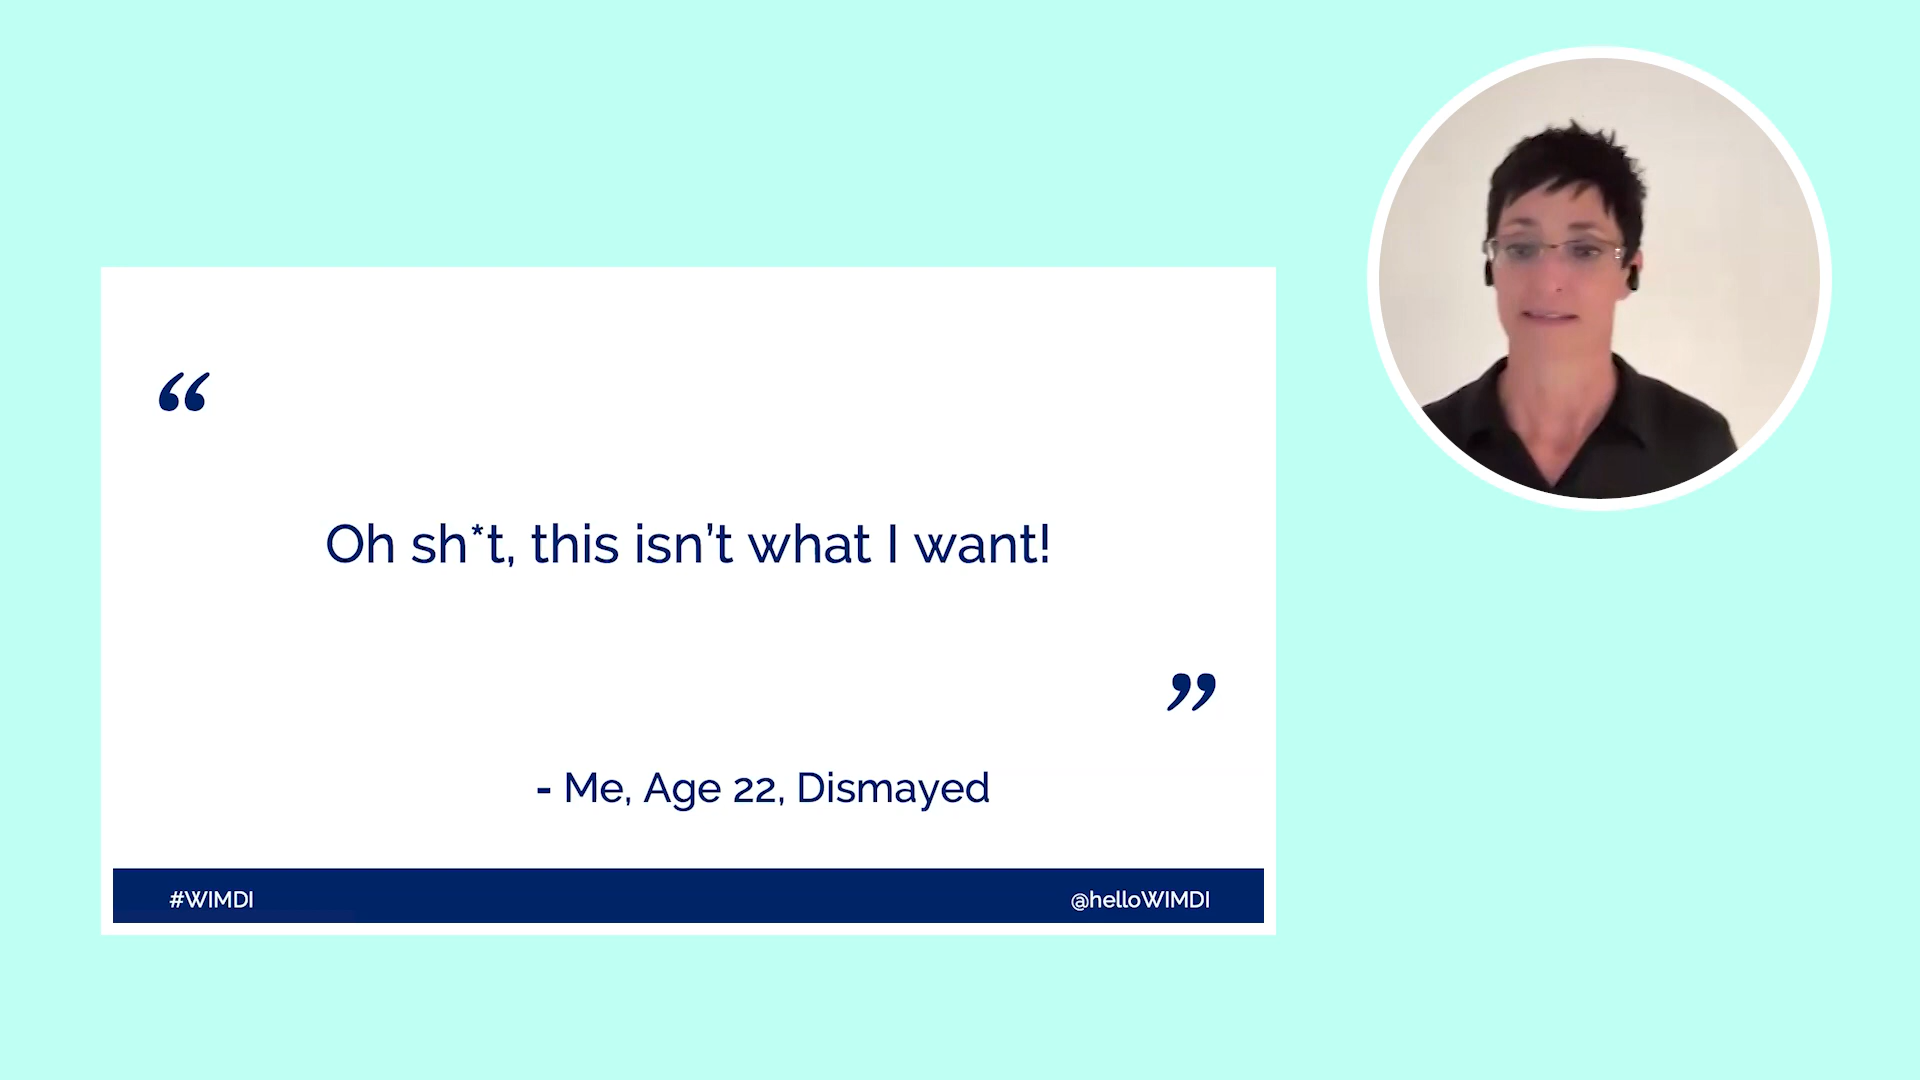 “
Oh sh*t, this isn’t what I want!
”
- Me, Age 22, Dismayed
#WIMDI
@helloWIMDI